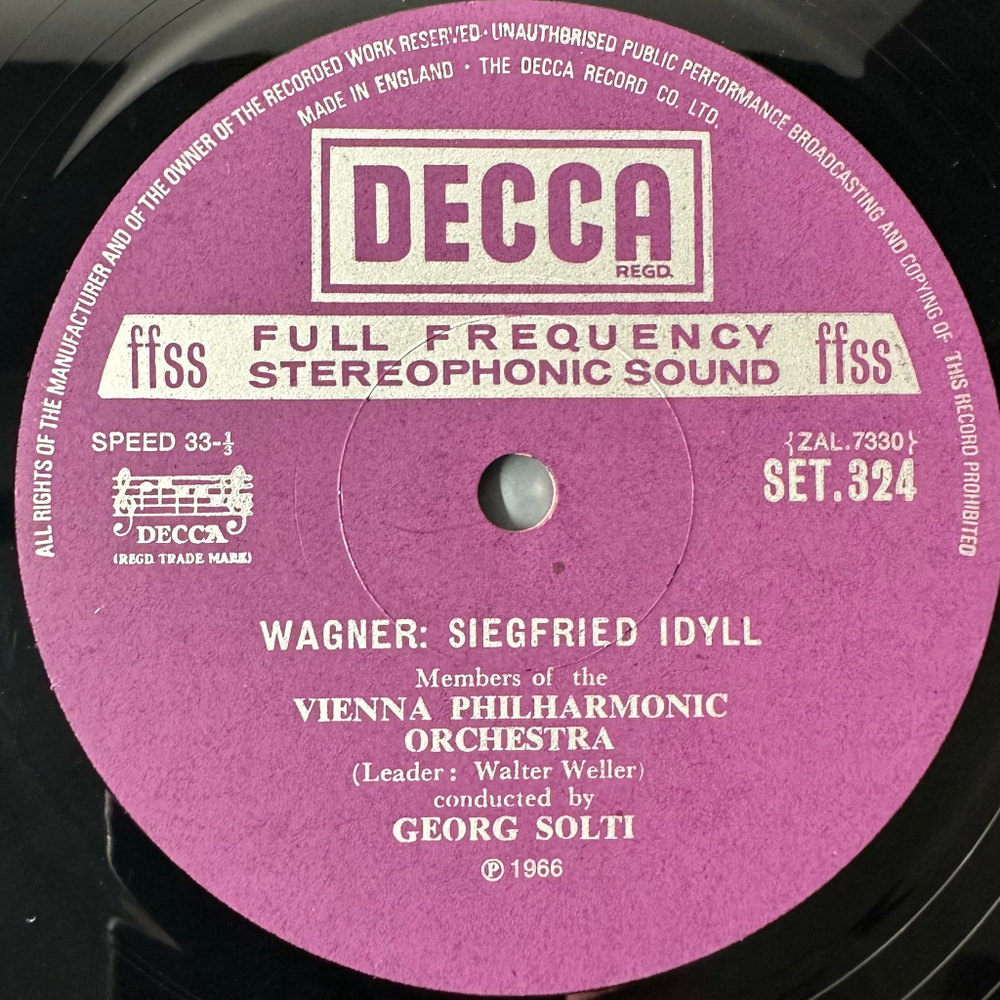 ALL RIGHTS OF THE MANUFACTURER AND OF THE OWNER OF THE RECORDED WORK RESERVED · UNAUTHORISED PUBLIC PERFORMANCE BROADCASTING AND COPYING OF THIS RECORD PROHIBITED
MADE IN ENGLAND · THE DECCA RECORD CO. LTD.
DECCA
REGD.
ffss FULL FREQUENCY ffss
STEREOPHONIC SOUND
SPEED 33-⅓
{ZAL.7330}
SET.324
DECCA
(REGD. TRADE MARK)
WAGNER: SIEGFRIED IDYLL
Members of the
VIENNA PHILHARMONIC
ORCHESTRA
(Leader: Walter Weller)
conducted by
GEORG SOLTI
℗ 1966